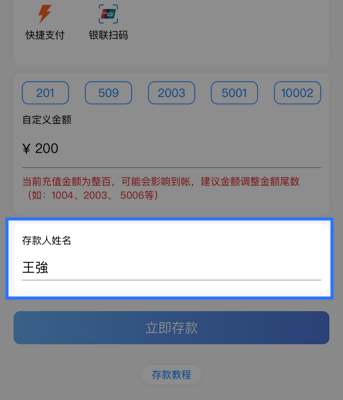 快捷支付 银联扫码
201 509 2003 5001 10002
自定义金额
¥ 200
当前充值金额为整百，可能会影响到帐，建议金额调整金额尾数
（如：1004、2003、 5006等）
存款人姓名
王強
立即存款
存款教程